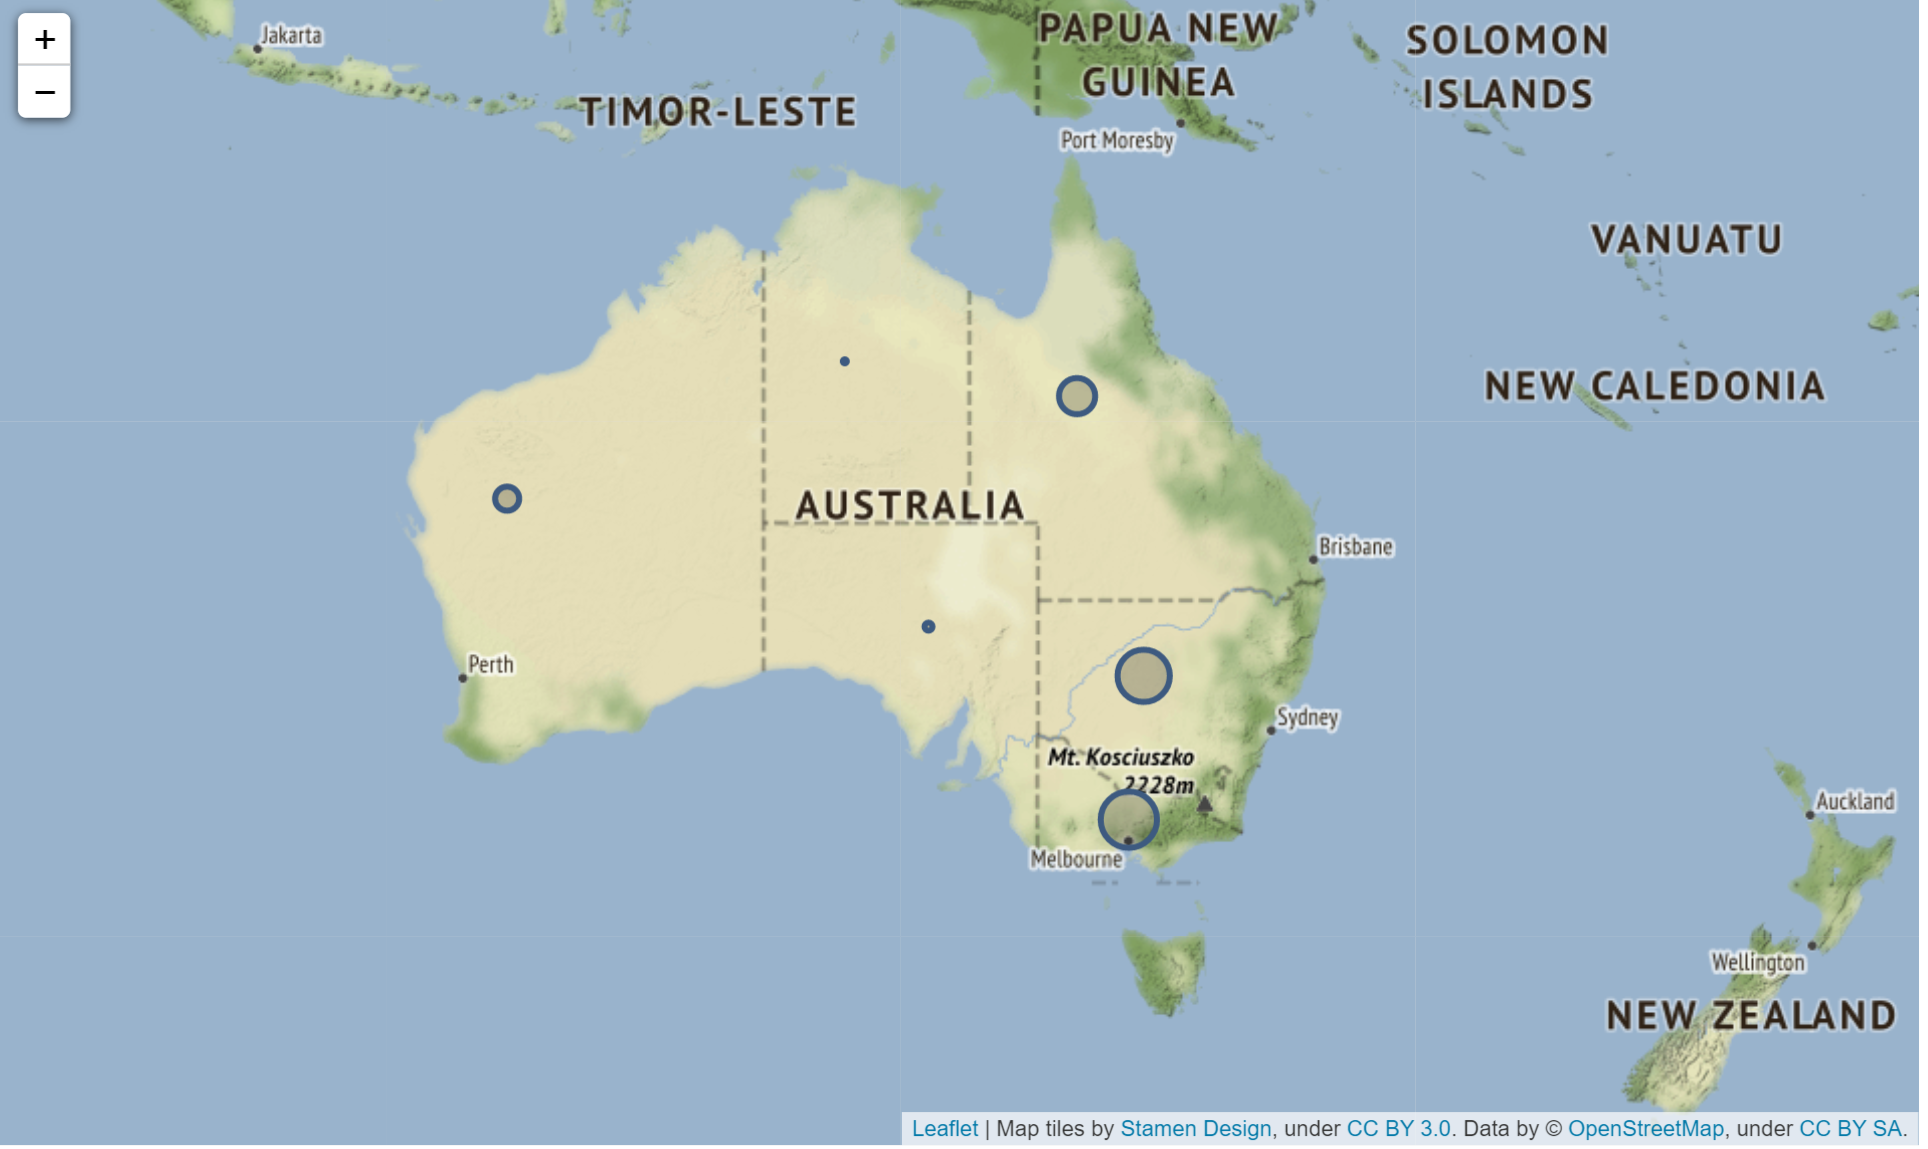 +
−
Jakarta
PAPUA NEW
GUINEA
SOLOMON
ISLANDS
TIMOR-LESTE
Port Moresby
VANUATU
NEW CALEDONIA
AUSTRALIA
Brisbane
Perth
Sydney
Mt. Kosciuszko
2228m
Melbourne
Auckland
Wellington
NEW ZEALAND
Leaflet | Map tiles by Stamen Design, under CC BY 3.0. Data by © OpenStreetMap, under CC BY SA.